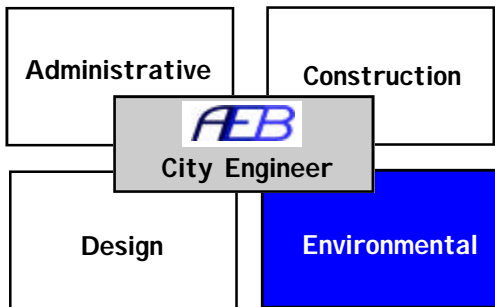 Administrative
Construction
AEB
City Engineer
Design
Environmental